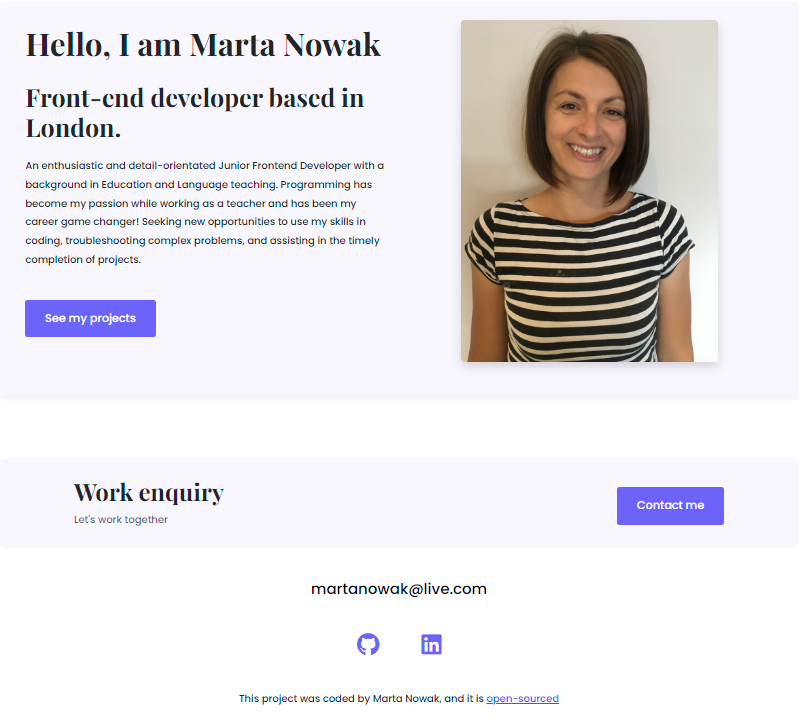 Hello, I am Marta Nowak
Front-end developer based in
London.
An enthusiastic and detail-orientated Junior Frontend Developer with a
background in Education and Language teaching. Programming has
become my passion while working as a teacher and has been my
career game changer! Seeking new opportunities to use my skills in
coding, troubleshooting complex problems, and assisting in the timely
completion of projects.
See my projects
Work enquiry
Let's work together
Contact me
martanowak@live.com
in
This project was coded by Marta Nowak, and it is open-sourced